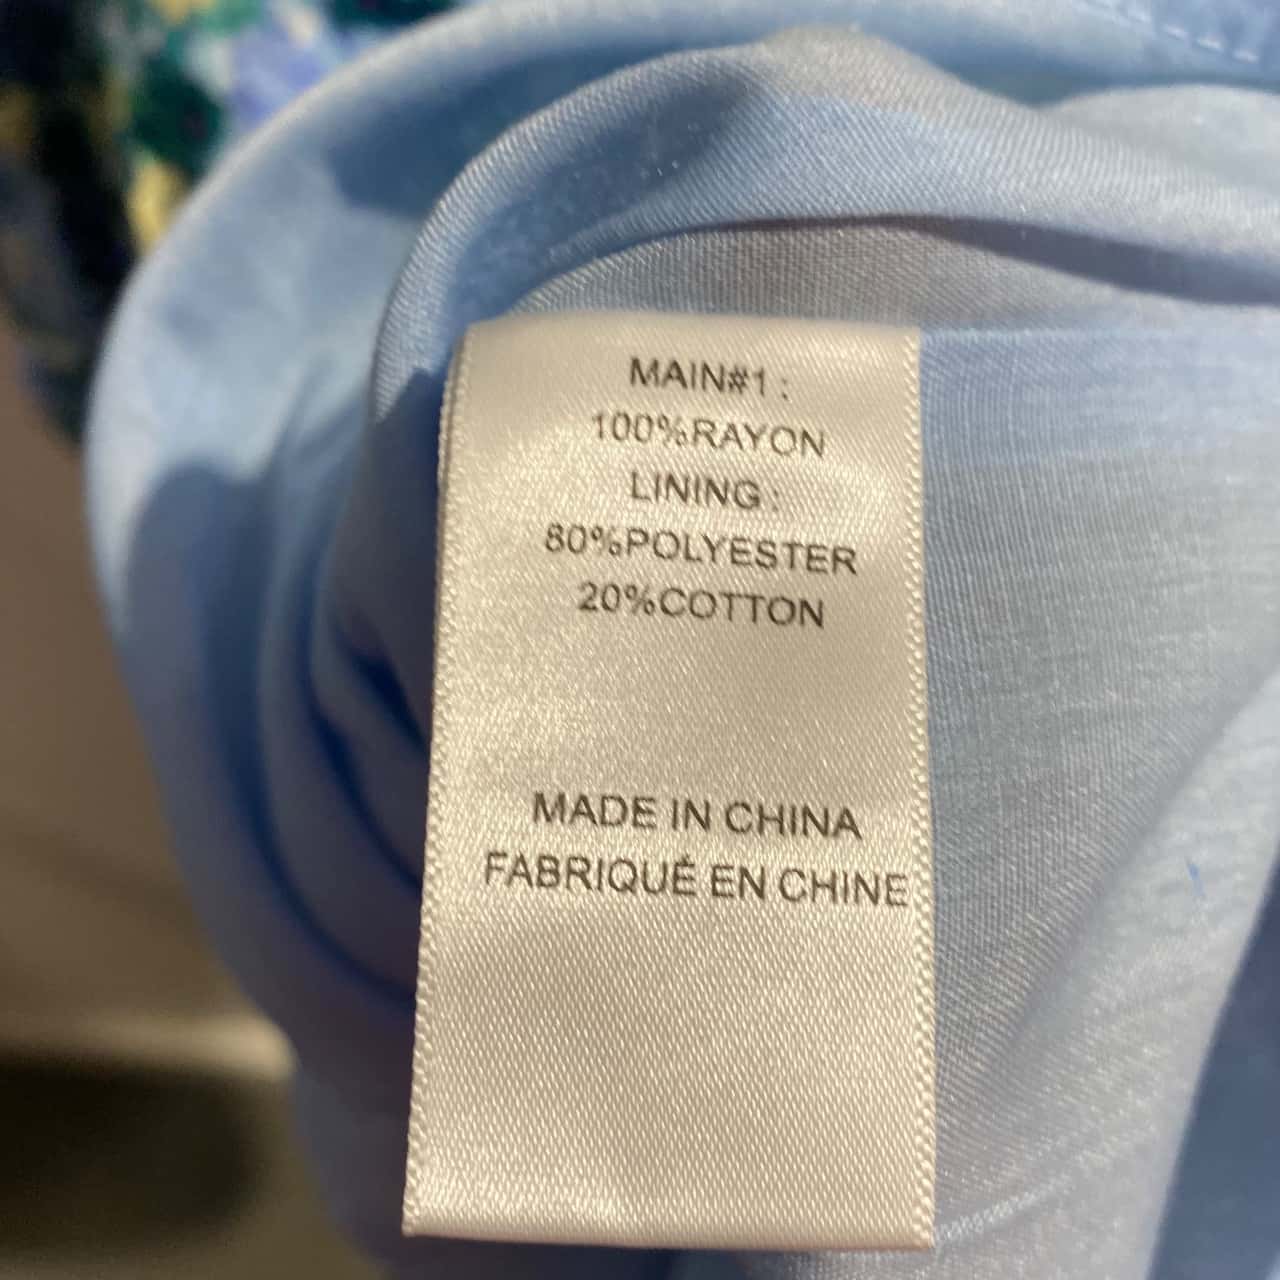 MAIN#1 :
100%RAYON
LINING :
80%POLYESTER
20%COTTON
MADE IN CHINA
FABRIQUÉ EN CHINE